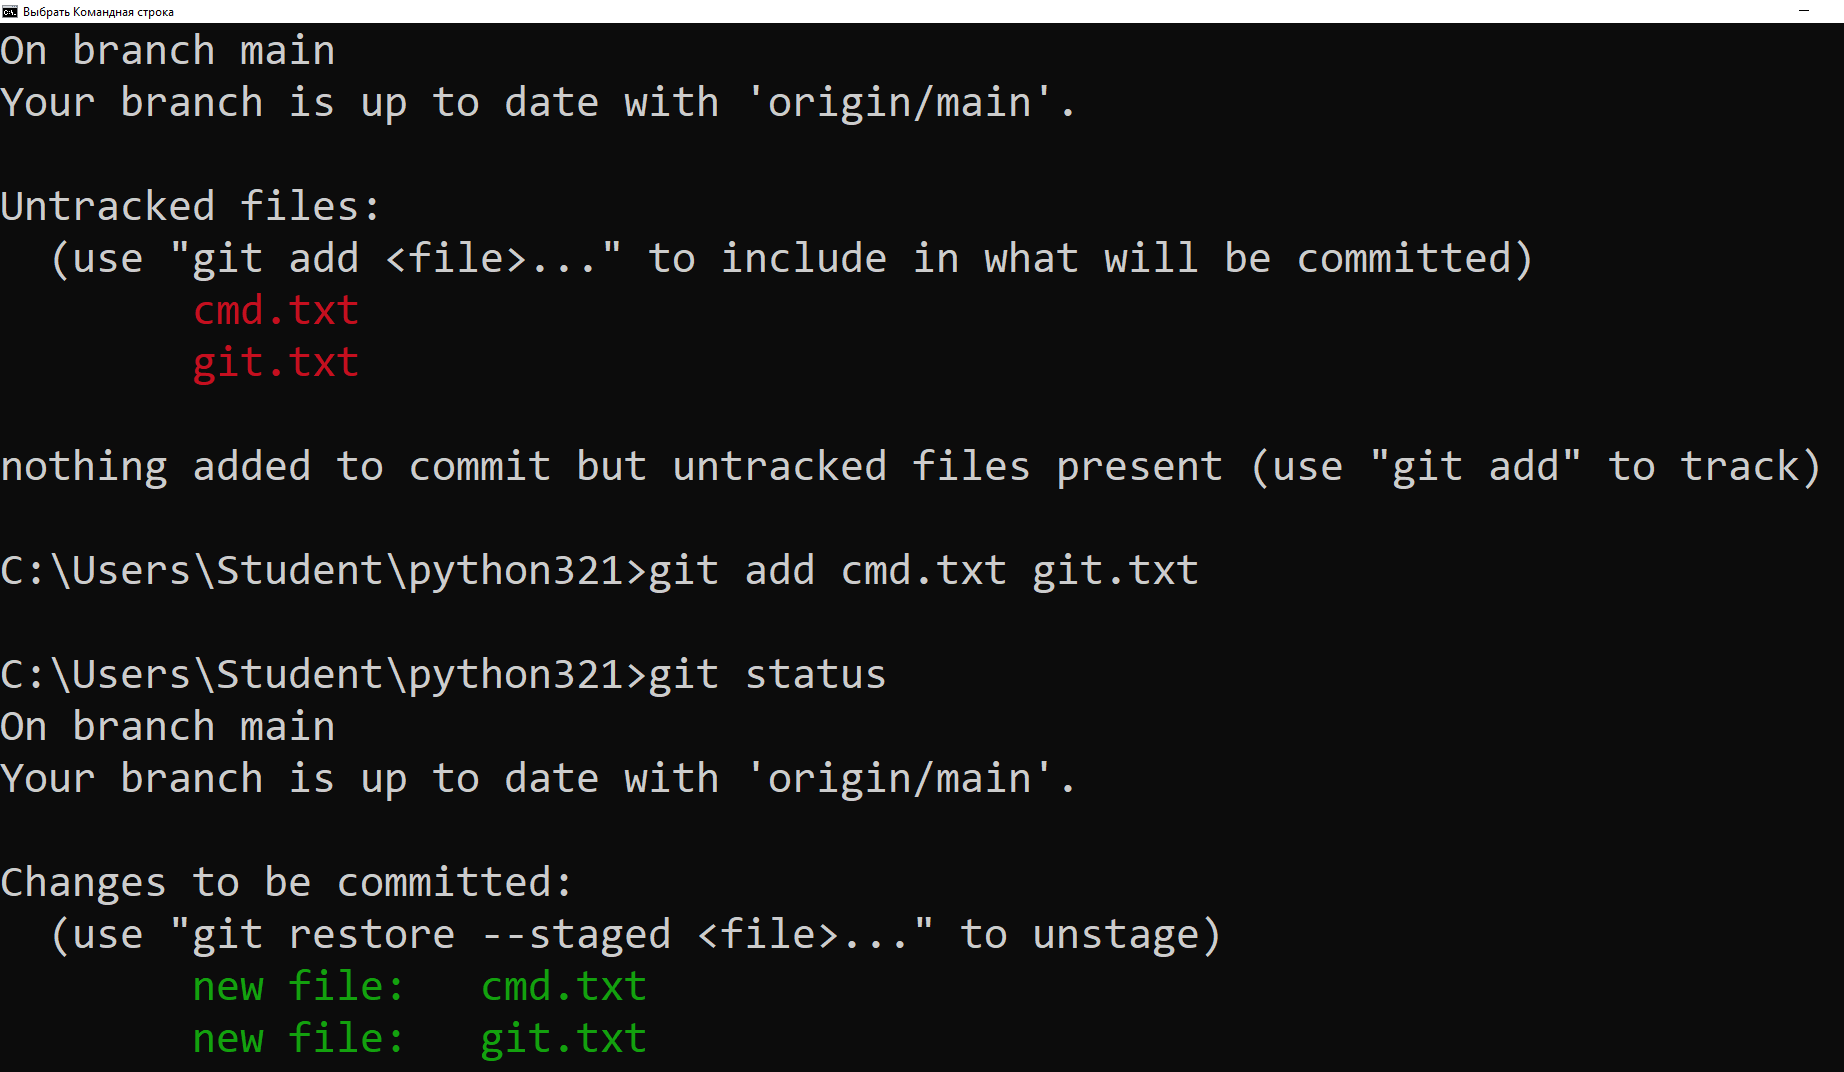 Выбрать Командная строка
On branch main
Your branch is up to date with 'origin/main'.
Untracked files:
  (use "git add <file>..." to include in what will be committed)
        cmd.txt
        git.txt
nothing added to commit but untracked files present (use "git add" to track)
C:\Users\Student\python321>git add cmd.txt git.txt
C:\Users\Student\python321>git status
On branch main
Your branch is up to date with 'origin/main'.
Changes to be committed:
  (use "git restore --staged <file>..." to unstage)
        new file:   cmd.txt
        new file:   git.txt